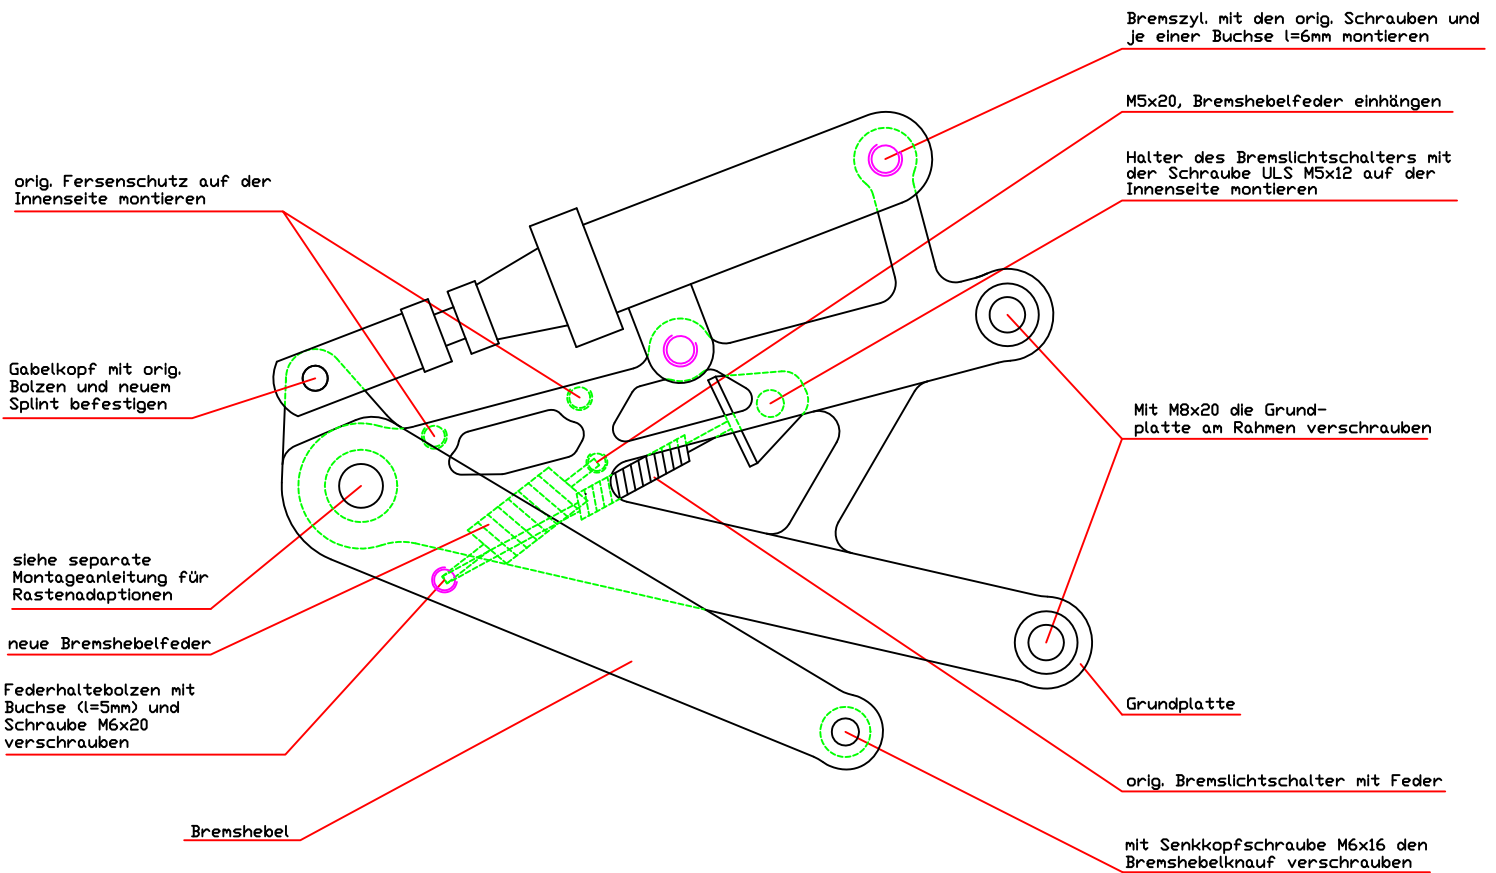 Bremszyl. mit den orig. Schrauben und
je einer Buchse l=6mm montieren
M5x20, Bremshebelfeder einhängen
Halter des Bremslichtschalters mit
der Schraube ULS M5x12 auf der
Innenseite montieren
orig. Fersenschutz auf der
Innenseite montieren
Gabelkopf mit orig.
Bolzen und neuem
Splint befestigen
Mit M8x20 die Grund-
platte am Rahmen verschrauben
siehe separate
Montageanleitung für
Rastenadaptionen
neue Bremshebelfeder
Federhaltebolzen mit
Buchse (l=5mm) und
Schraube M6x20
verschrauben
Grundplatte
orig. Bremslichtschalter mit Feder
Bremshebel
mit Senkkopfschraube M6x16 den
Bremshebelknauf verschrauben